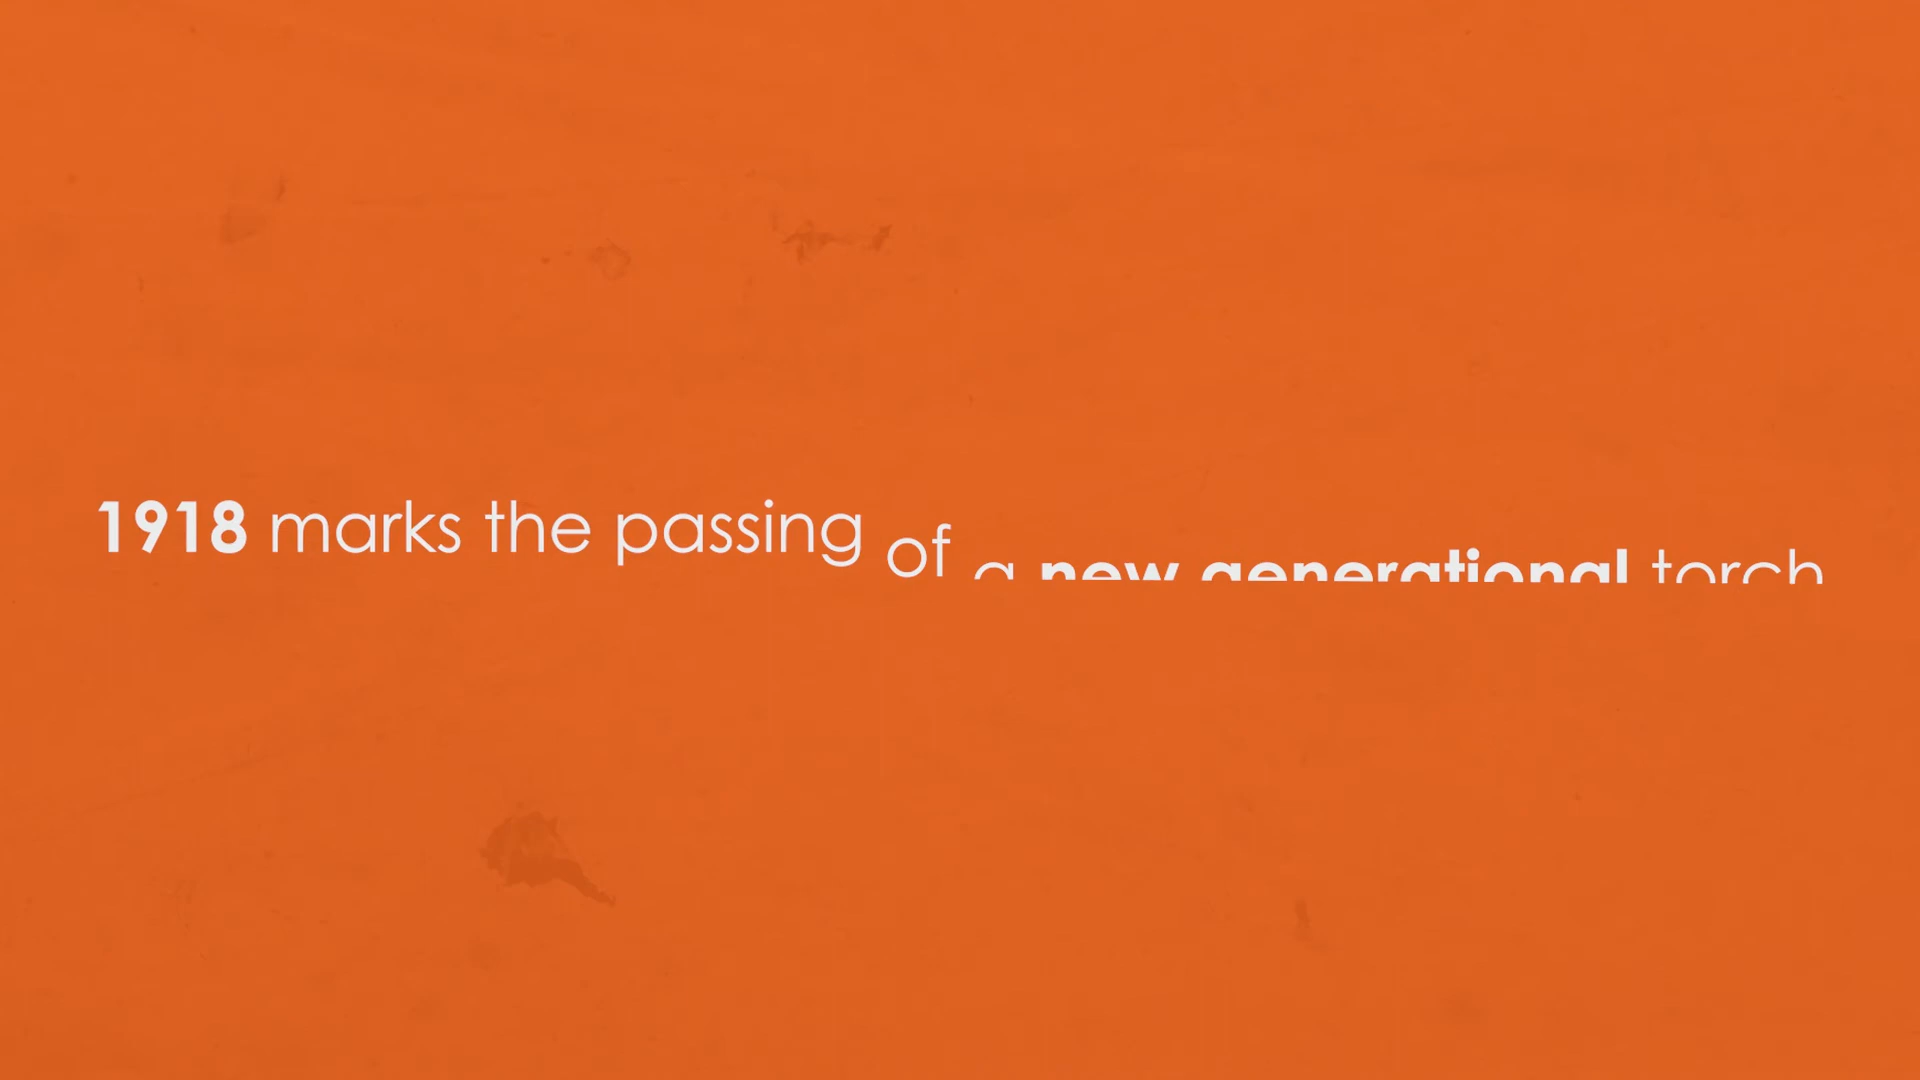 1918 marks the passing of a new generational torch